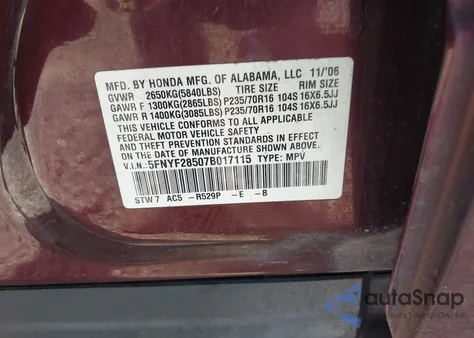 MFD. BY HONDA MFG. OF ALABAMA, LLC 11/'06
GVWR 2650KG(5840LBS) TIRE SIZE RIM SIZE
GAWR F 1300KG(2865LBS) P235/70R16 104S 16X6.5JJ
GAWR R 1400KG(3085LBS) P235/70R16 104S 16X6.5JJ
THIS VEHICLE CONFORMS TO ALL APPLICABLE
FEDERAL MOTOR VEHICLE SAFETY AND
THEFT PREVENTION STANDARDS IN EFFECT ON
THE DATE OF MANUFACTURE SHOWN ABOVE.
V.I.N.: 5FNYF28507B017115 TYPE: MPV
STW7 AC5 -R529P -E -B
autoSnap